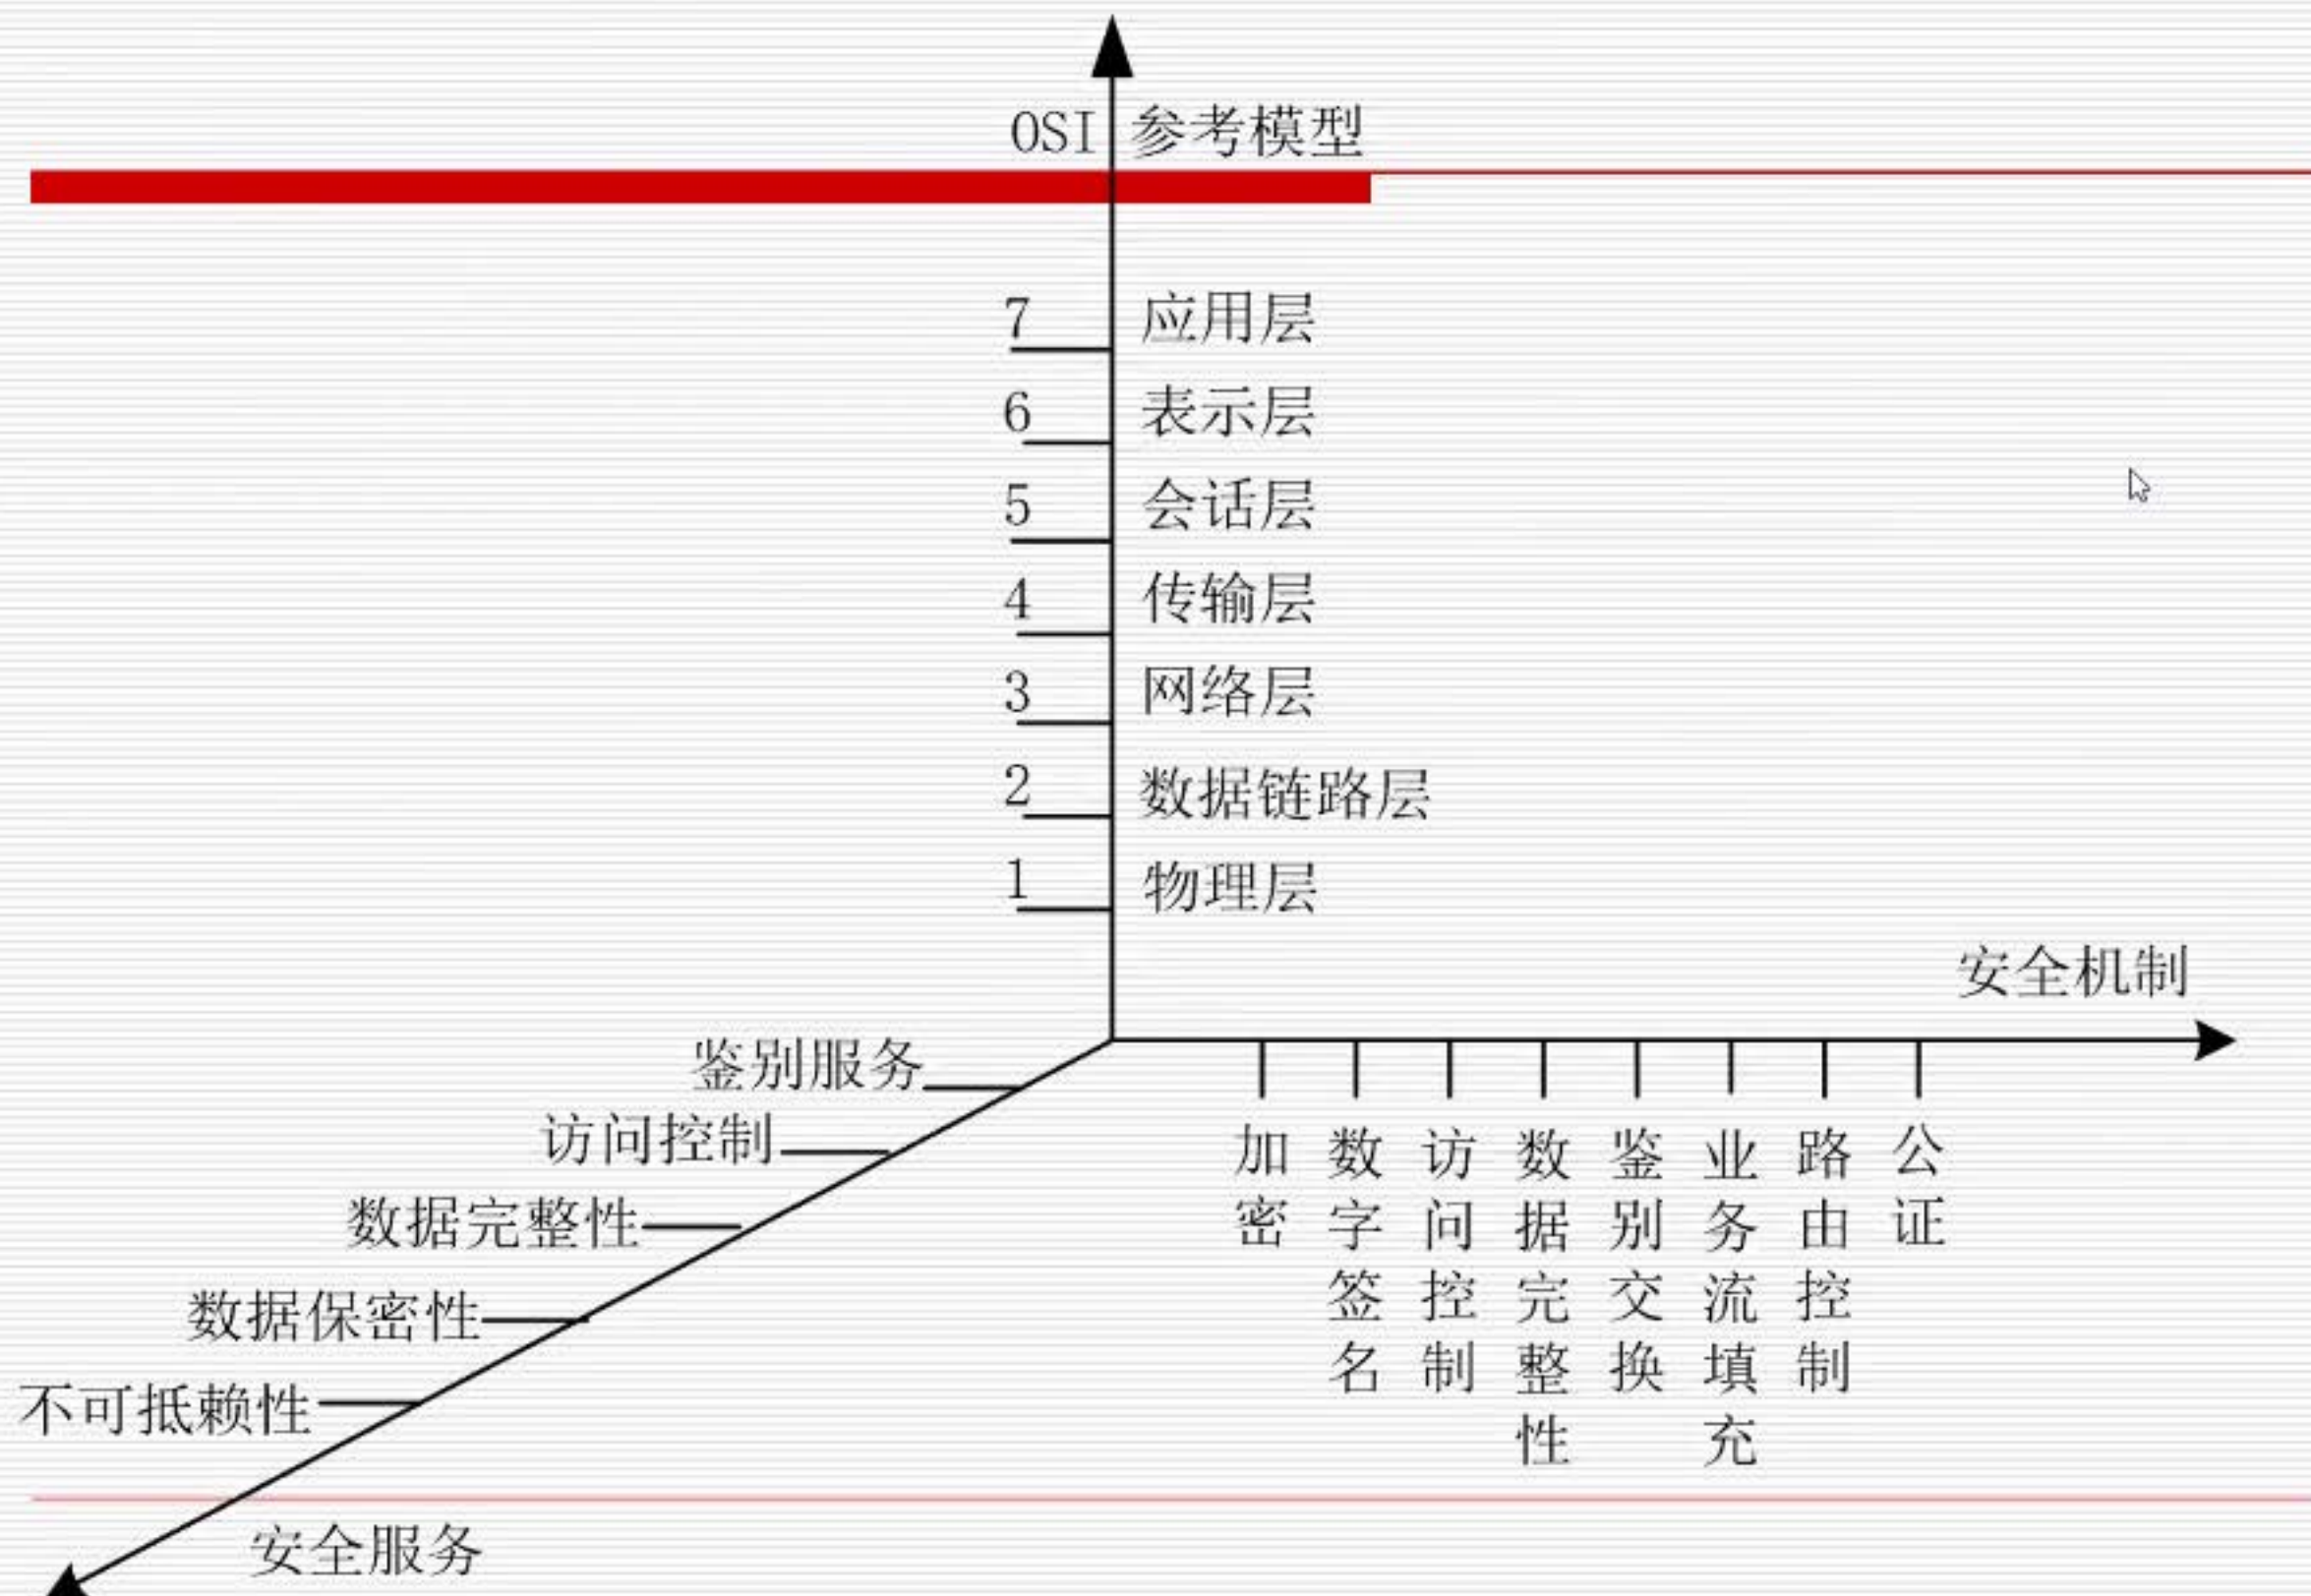 OSI 参考模型
7 应用层
6 表示层
5 会话层
4 传输层
3 网络层
2 数据链路层
1 物理层
安全机制
鉴别服务
访问控制
数据完整性
数据保密性
不可抵赖性
安全服务
加密
数字签名
访问控制
数据完整性
鉴别交换
业务流填充
路由控制
公证